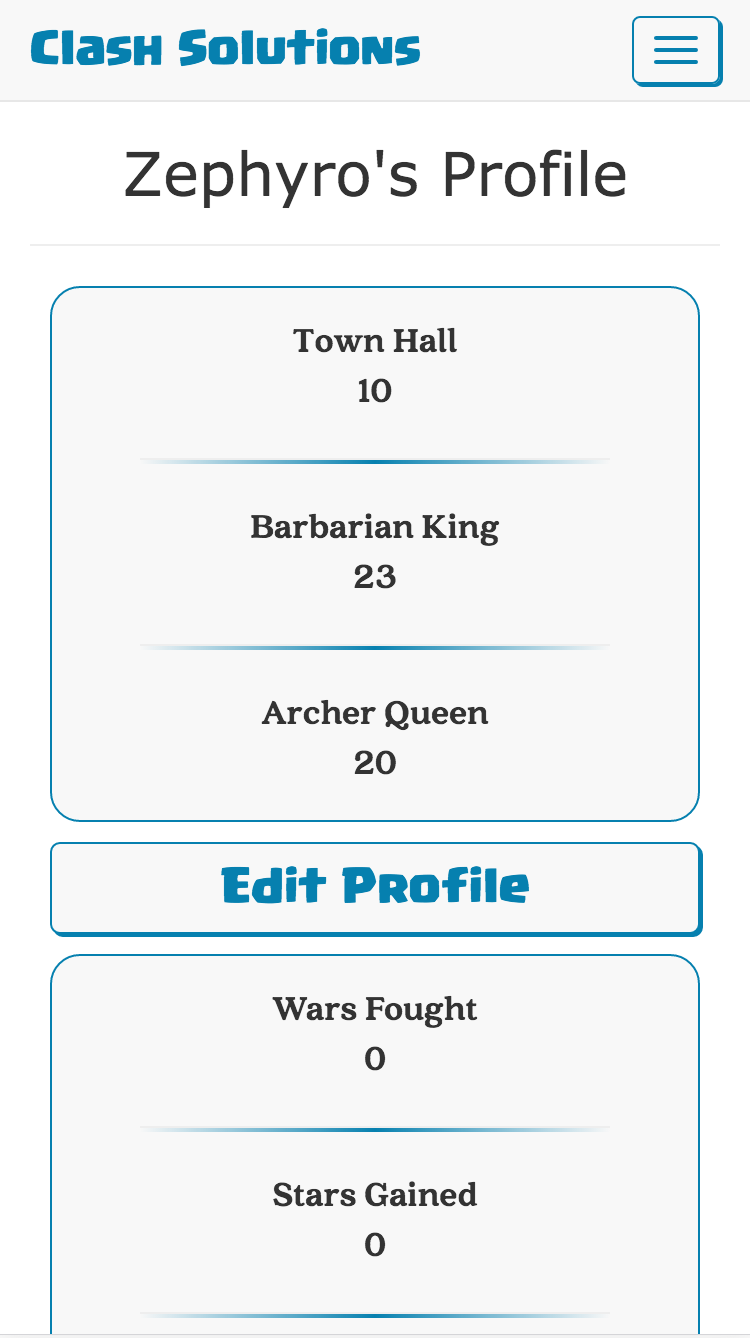 Clash Solutions
Zephyro's Profile
Town Hall
10
Barbarian King
23
Archer Queen
20
Edit Profile
Wars Fought
0
Stars Gained
0